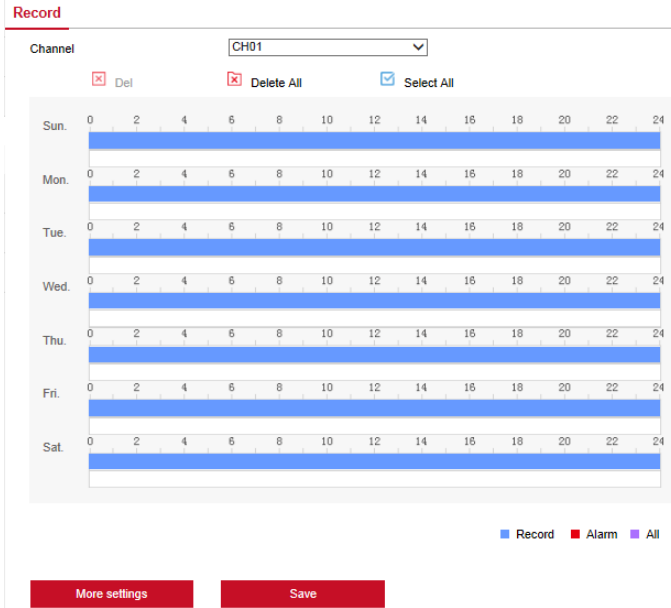 Record
Channel CH01
Del Delete All Select All
Sun. 0 2 4 6 8 10 12 14 16 18 20 22 24
Mon. 0 2 4 6 8 10 12 14 16 18 20 22 24
Tue. 0 2 4 6 8 10 12 14 16 18 20 22 24
Wed. 0 2 4 6 8 10 12 14 16 18 20 22 24
Thu. 0 2 4 6 8 10 12 14 16 18 20 22 24
Fri. 0 2 4 6 8 10 12 14 16 18 20 22 24
Sat. 0 2 4 6 8 10 12 14 16 18 20 22 24
Record Alarm All
More settings Save